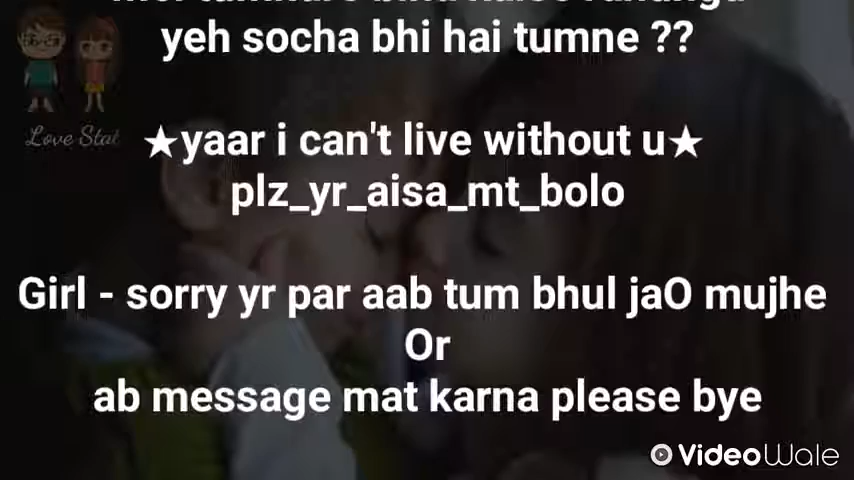 yeh socha bhi hai tumne ??
Love Stat
★yaar i can't live without u★
plz_yr_aisa_mt_bolo
Girl - sorry yr par aab tum bhul jaO mujhe
Or
ab message mat karna please bye
VideoWale